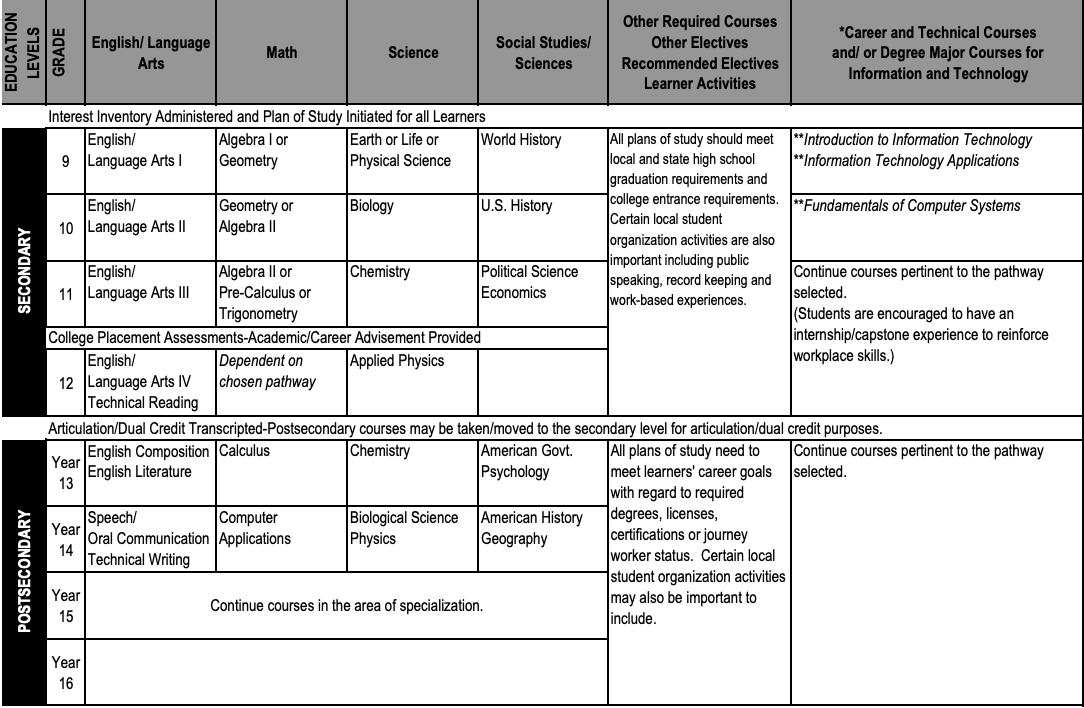 EDUCATION
LEVELS
GRADE
English/ Language
Arts
Math
Science
Social Studies/
Sciences
Other Required Courses
Other Electives
Recommended Electives
Learner Activities
*Career and Technical Courses
and/ or Degree Major Courses for
Information and Technology
Interest Inventory Administered and Plan of Study Initiated for all Learners
SECONDARY
9
English/
Language Arts I
Algebra I or
Geometry
Earth or Life or
Physical Science
World History
All plans of study should meet
local and state high school
graduation requirements and
college entrance requirements.
Certain local student
organization activities are also
important including public
speaking, record keeping and
work-based experiences.
**Introduction to Information Technology
**Information Technology Applications
10
English/
Language Arts II
Geometry or
Algebra II
Biology
U.S. History
**Fundamentals of Computer Systems
11
English/
Language Arts III
Algebra II or
Pre-Calculus or
Trigonometry
Chemistry
Political Science
Economics
Continue courses pertinent to the pathway
selected.
(Students are encouraged to have an
internship/capstone experience to reinforce
workplace skills.)
College Placement Assessments-Academic/Career Advisement Provided
12
English/
Language Arts IV
Technical Reading
Dependent on
chosen pathway
Applied Physics
Articulation/Dual Credit Transcripted-Postsecondary courses may be taken/moved to the secondary level for articulation/dual credit purposes.
POSTSECONDARY
Year
13
English Composition
English Literature
Calculus
Chemistry
American Govt.
Psychology
All plans of study need to
meet learners' career goals
with regard to required
degrees, licenses,
certifications or journey
worker status.  Certain local
student organization activities
may also be important to
include.
Continue courses pertinent to the pathway
selected.
Year
14
Speech/
Oral Communication
Technical Writing
Computer
Applications
Biological Science
Physics
American History
Geography
Year
15
Continue courses in the area of specialization.
Year
16